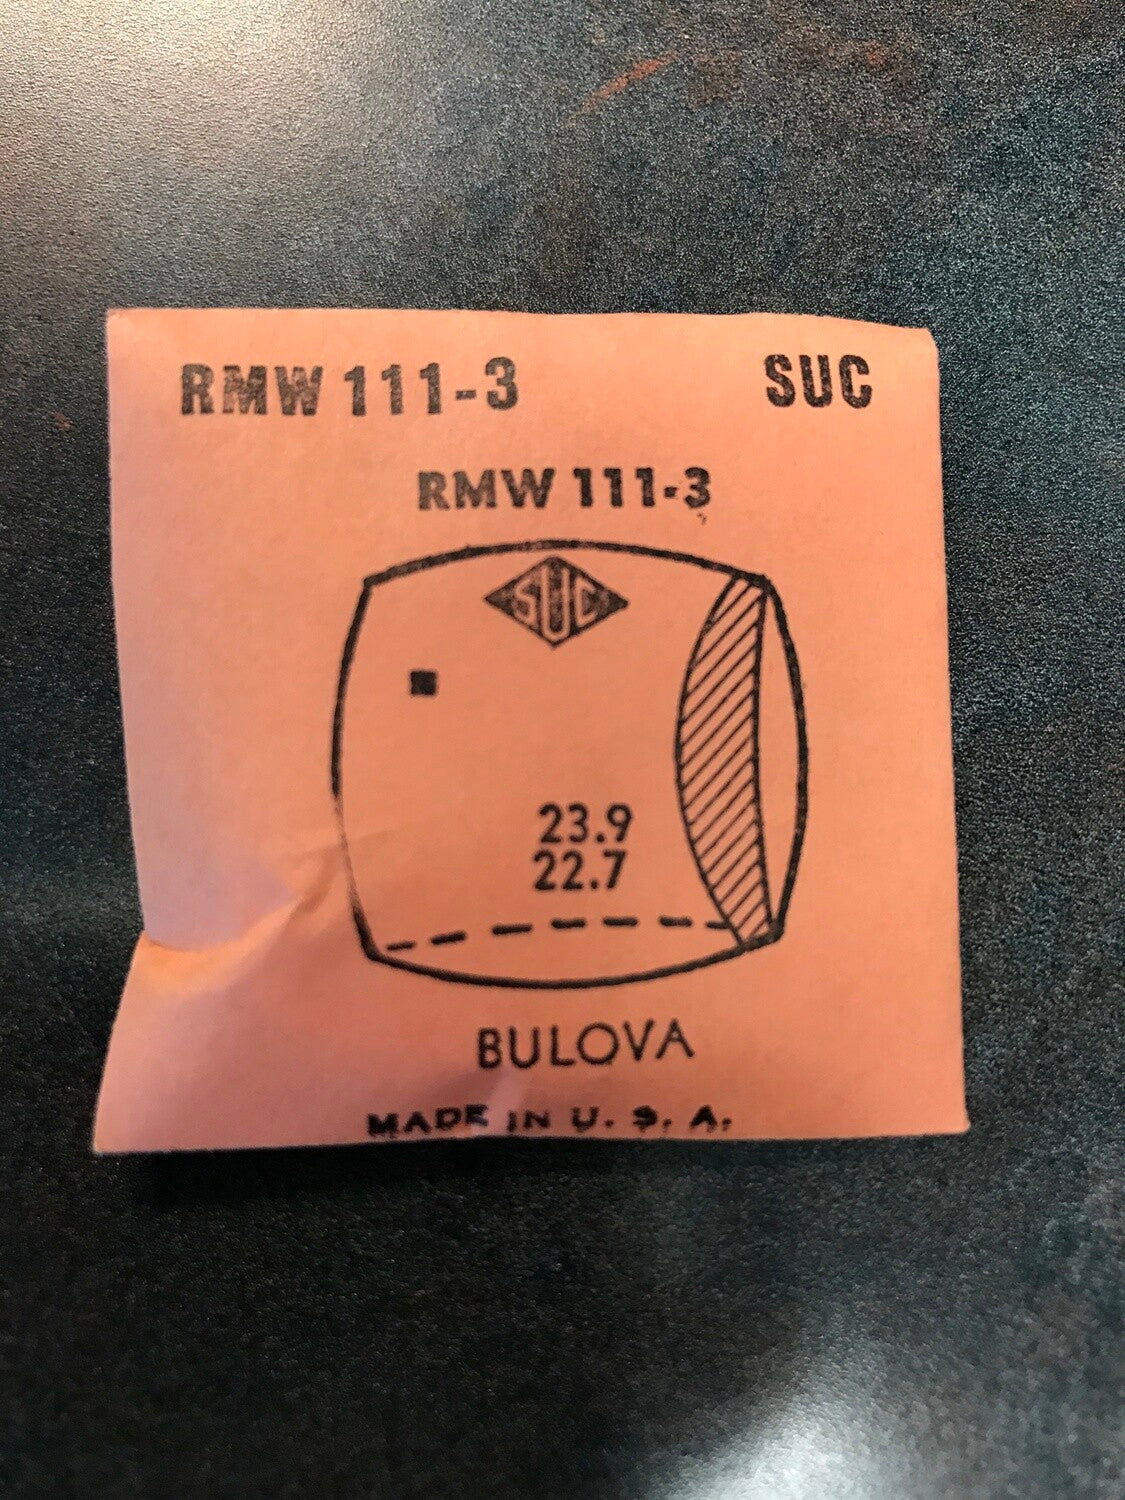 RMW 111-3 SUC
RMW 111-3
SUC
23.9
22.7
BULOVA
MADE IN U. S. A.